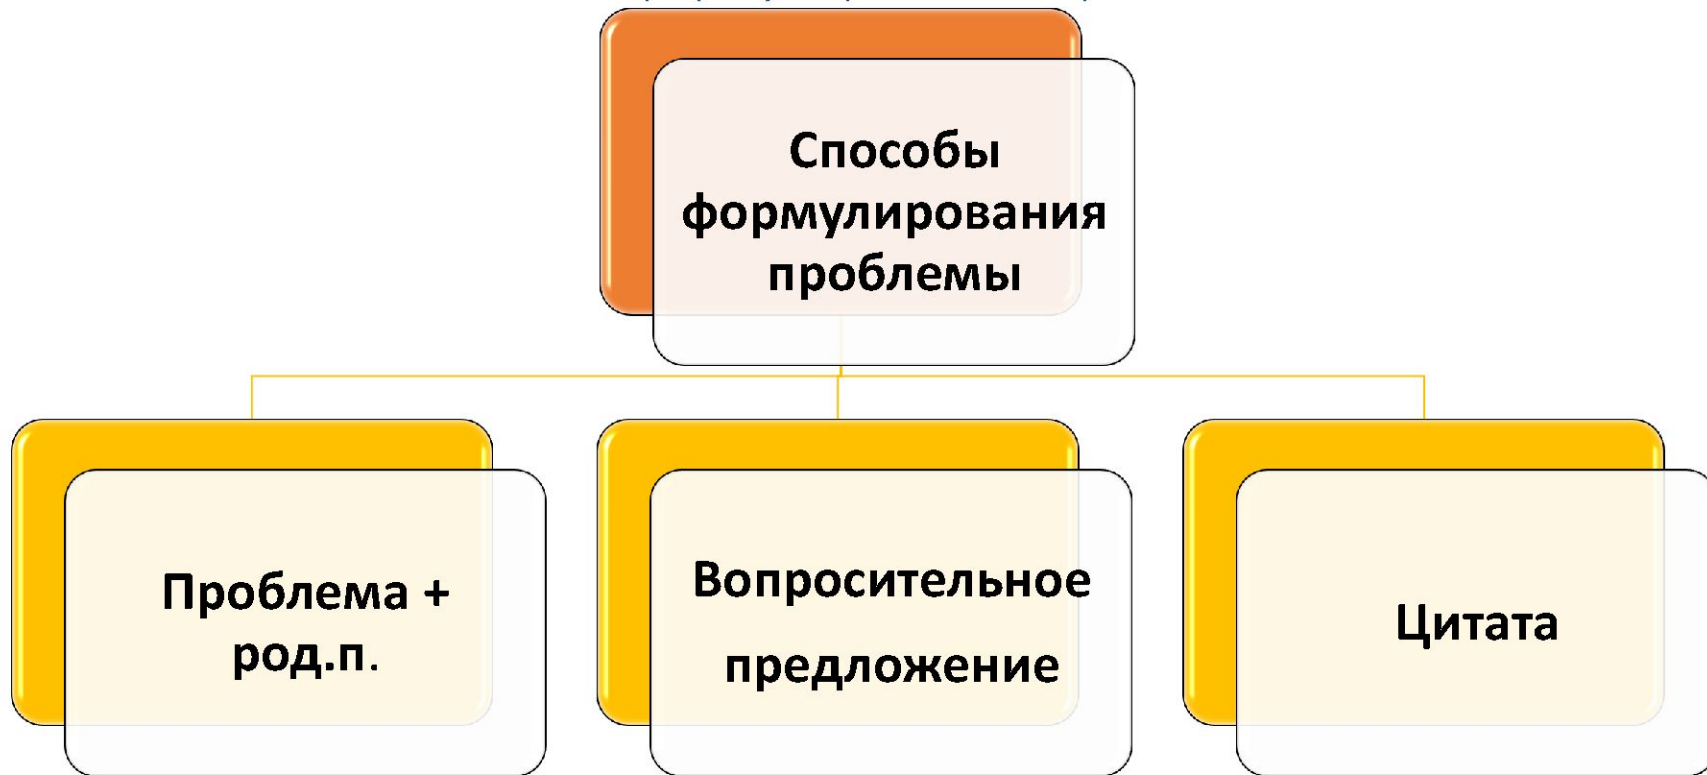 Способы
формулирования
проблемы
Проблема +
род.п.
Вопросительное
предложение
Цитата